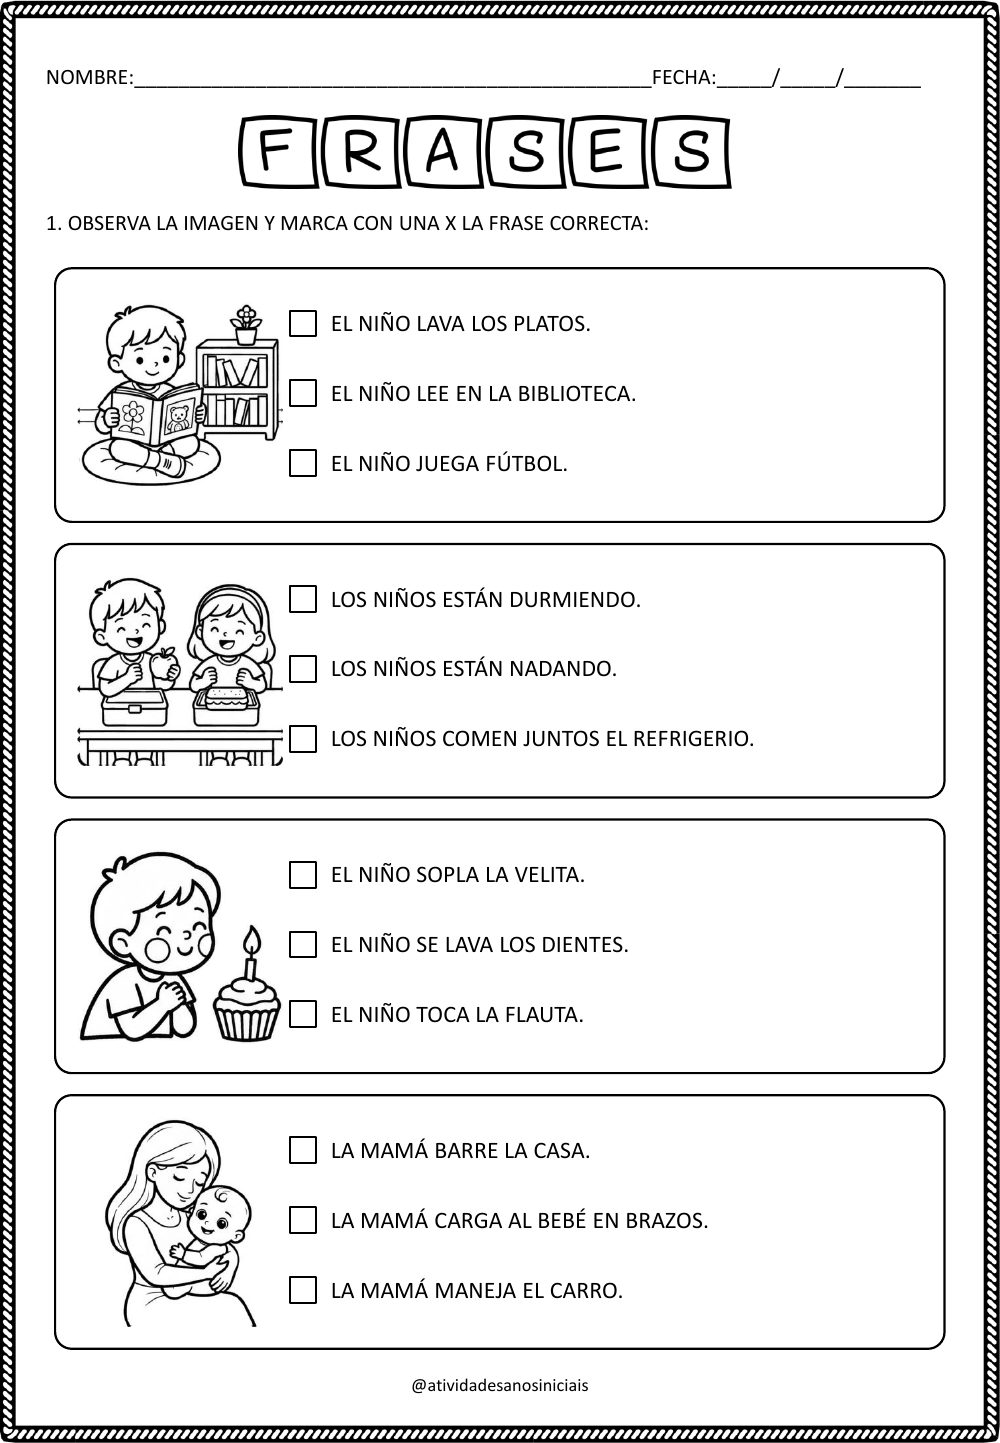 NOMBRE:_______________________________________________FECHA:_____/_____/_______
FRASES
1. OBSERVA LA IMAGEN Y MARCA CON UNA X LA FRASE CORRECTA:
EL NIÑO LAVA LOS PLATOS.
EL NIÑO LEE EN LA BIBLIOTECA.
EL NIÑO JUEGA FÚTBOL.
LOS NIÑOS ESTÁN DURMIENDO.
LOS NIÑOS ESTÁN NADANDO.
LOS NIÑOS COMEN JUNTOS EL REFRIGERIO.
EL NIÑO SOPLA LA VELITA.
EL NIÑO SE LAVA LOS DIENTES.
EL NIÑO TOCA LA FLAUTA.
LA MAMÁ BARRE LA CASA.
LA MAMÁ CARGA AL BEBÉ EN BRAZOS.
LA MAMÁ MANEJA EL CARRO.
@atividadesanosiniciais